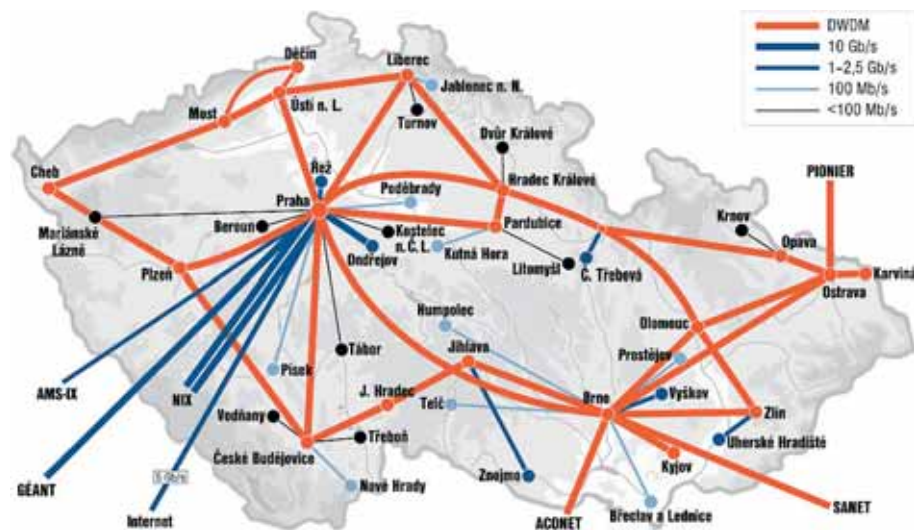 DWDM
10 Gb/s
1–2,5 Gb/s
100 Mb/s
<100 Mb/s
Děčín
Liberec
Jablonec n. N.
Most
Ústí n. L.
Turnov
Dvůr Králové
Cheb
Řež
Poděbrady
Hradec Králové
PIONIER
Praha
Krnov
Mariánské
Lázně
Beroun
Kostelec
n. Č. L.
Pardubice
Opava
Plzeň
Ondřejov
Kutná Hora
Litomyšl
Č. Třebová
Karviná
Ostrava
Humpolec
Olomouc
Tábor
Jihlava
Prostějov
AMS-IX
NIX
Písek
J. Hradec
Telč
Brno
Vyškov
Zlín
Vodňany
Třeboň
Uherské Hradiště
České Budějovice
Kyjov
GÉANT
Nové Hrady
Znojmo
SANET
Internet
ACONET
Břeclav a Lednice